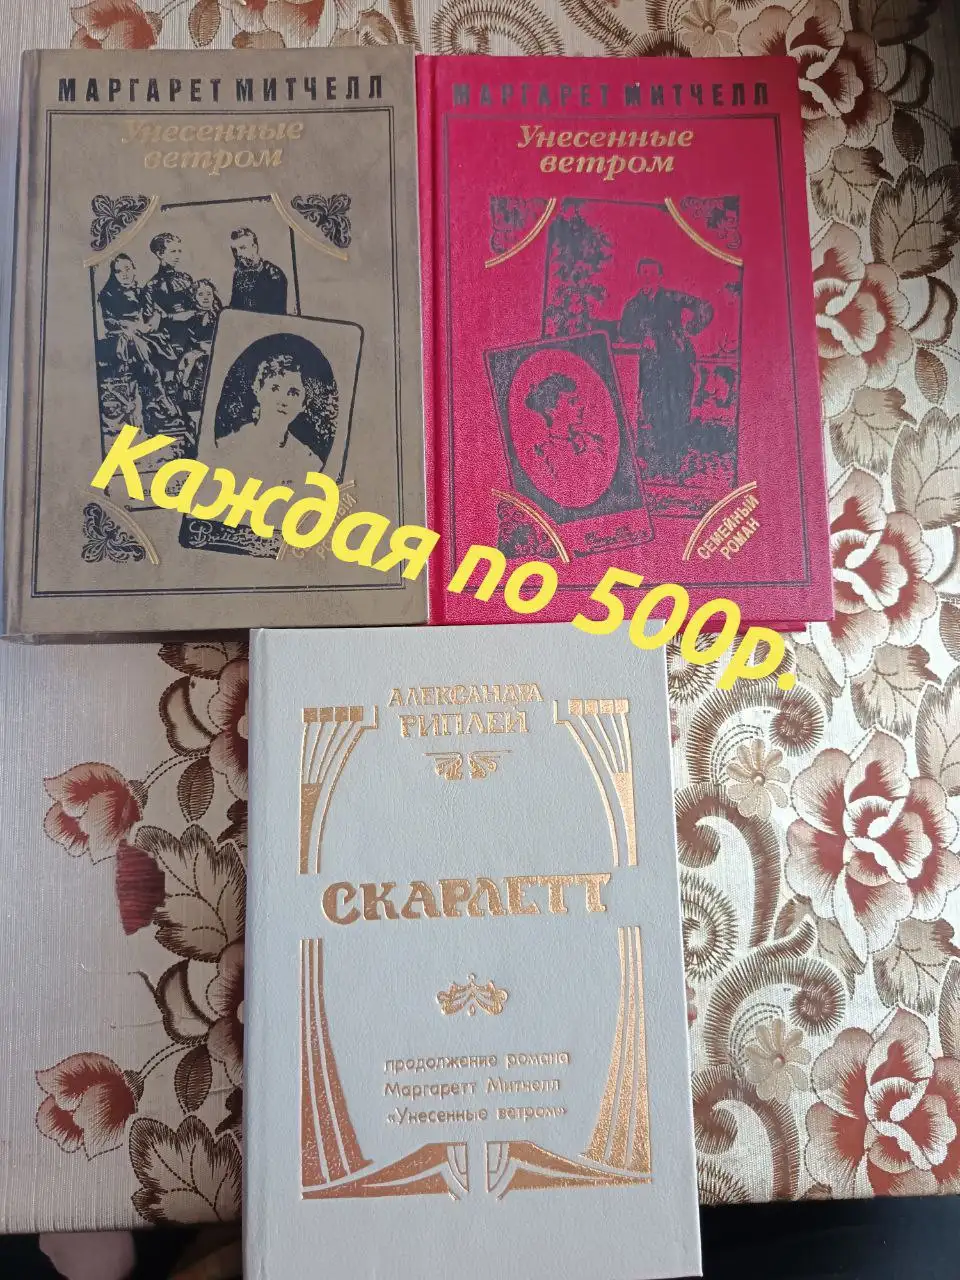 МАРГАРЕТ МИТЧЕЛЛ
Унесенные
ветром
МАРГАРЕТ МИТЧЕЛЛ
Унесенные
ветром
СЕМЕЙНЫЙ
РОМАН
Каждая по 500р.
АЛЕКСАНДРА
РИПЛЕЙ
СКАРЛЕТТ
продолжение романа
Маргаретт Митчелл
«Унесенные ветром»